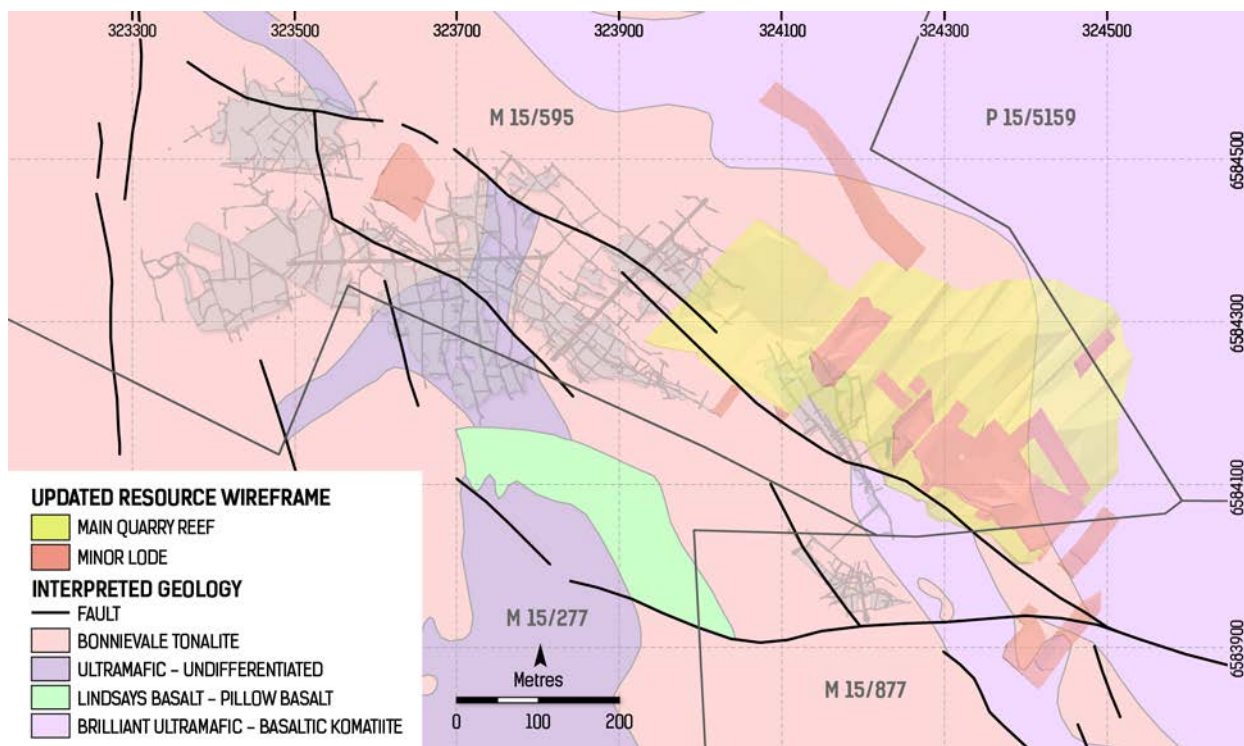 323300 323500 323700 323900 324100 324300 324500
M 15/595
P 15/5159
6584500
6584300
6584100
6583900
M 15/277
M 15/877
Metres
0 100 200
UPDATED RESOURCE WIREFRAME
MAIN QUARRY REEF
MINOR LODE
INTERPRETED GEOLOGY
FAULT
BONNIEVALE TONALITE
ULTRAMAFIC – UNDIFFERENTIATED
LINDSAYS BASALT – PILLOW BASALT
BRILLIANT ULTRAMAFIC – BASALTIC KOMATIITE